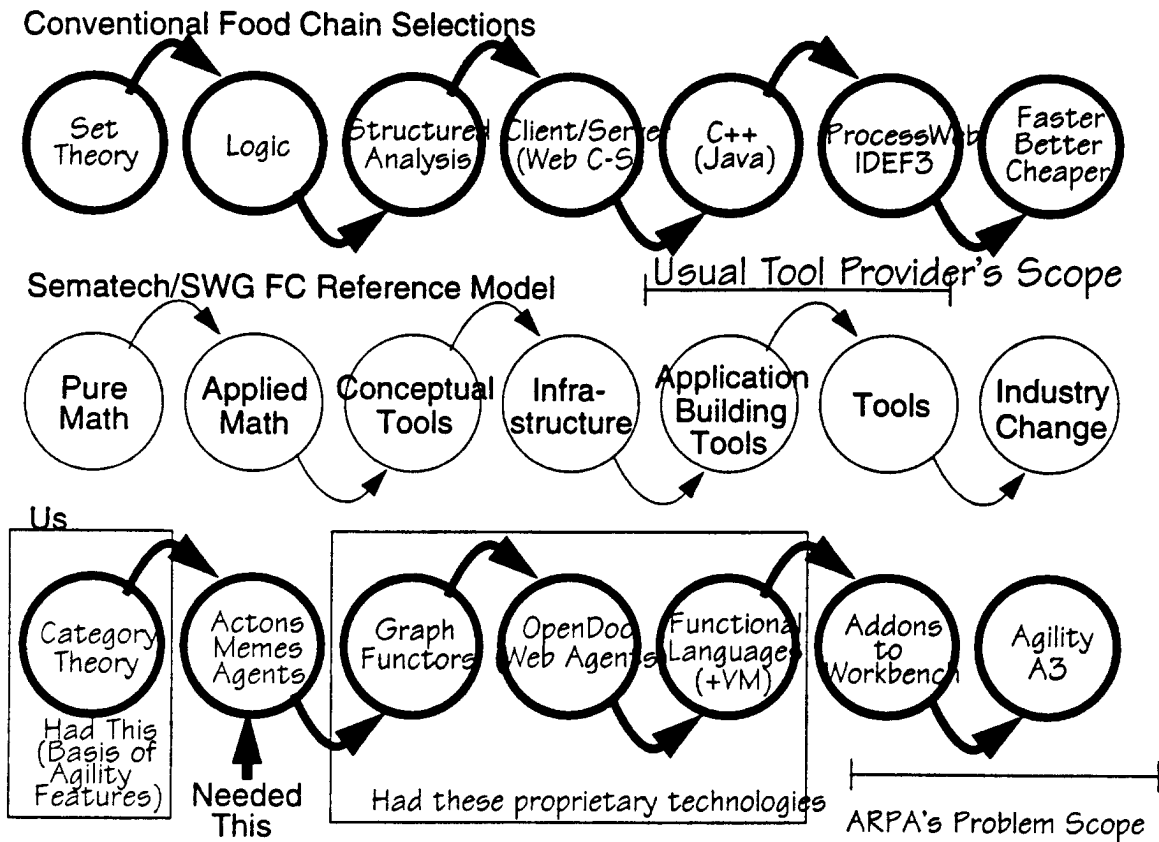 Conventional Food Chain Selections
Set
Theory
Logic
Structured
Analysis
Client/Server
(Web C-S)
C++
(Java)
ProcessWeb
IDEF3
Faster
Better
Cheaper
Usual Tool Provider's Scope
Sematech/SWG FC Reference Model
Pure
Math
Applied
Math
Conceptual
Tools
Infra-
structure
Application
Building
Tools
Tools
Industry
Change
Us
Category
Theory
Actons
Memes
Agents
Graph
Functors
OpenDoc
Web Agents
Functional
Languages
(+VM)
Addons
to
Workbench
Agility
A3
Had This
(Basis of
Agility
Features)
Needed
This
Had these proprietary technologies
ARPA's Problem Scope